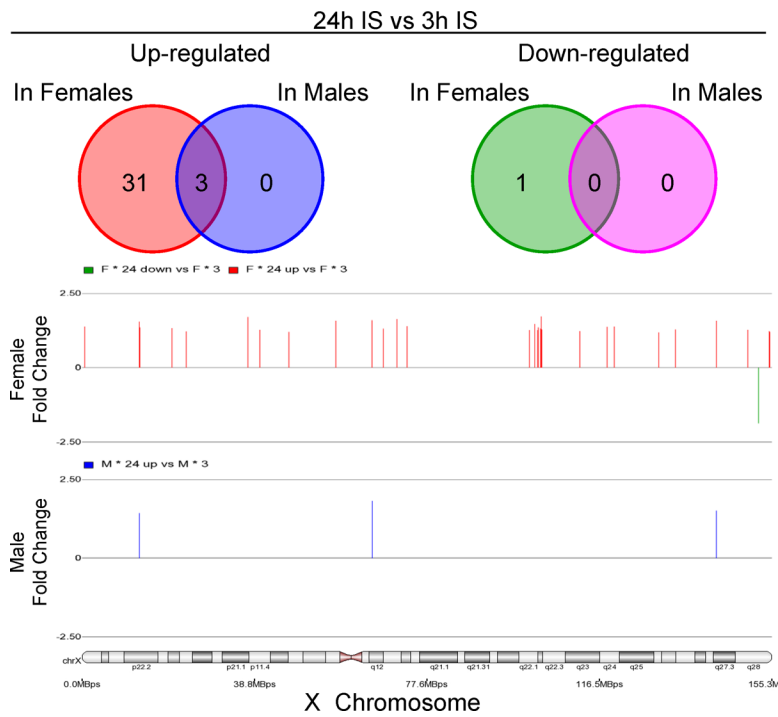 24h IS vs 3h IS
Up-regulated Down-regulated
In Females In Males In Females In Males
31 3 0 1 0 0
F * 24 down vs F * 3 F * 24 up vs F * 3
2.50
0
-2.50
Female
Fold Change
M * 24 up vs M * 3
2.50
0
-2.50
Male
Fold Change
chrX
p22.2 p21.1 p11.4 q12 q21.1 q21.31 q22.1 q22.3 q23 q24 q25 q27.3 q28
0.0MBps 38.8MBps 77.6MBps 116.5MBps 155.3M
X Chromosome